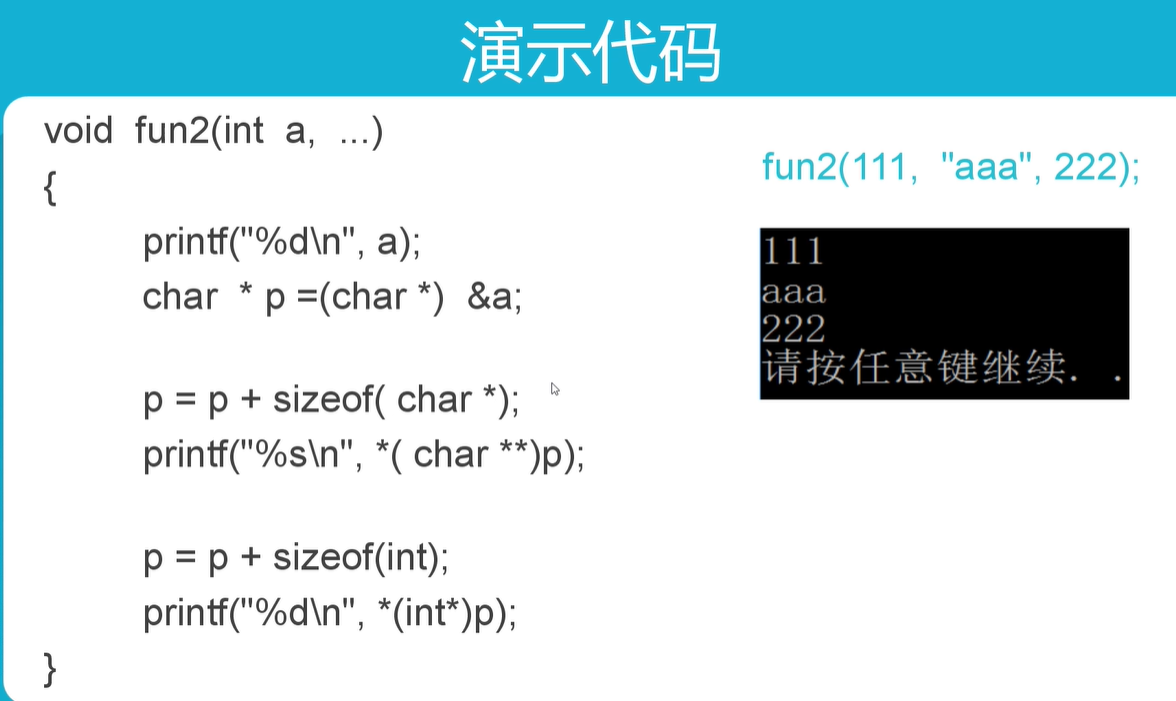 演示代码
void fun2(int a, ...)
{
printf("%d\n", a);
char * p =(char *) &a;
p = p + sizeof( char *);
printf("%s\n", *( char **)p);
p = p + sizeof(int);
printf("%d\n", *(int*)p);
}
fun2(111, "aaa", 222);
111
aaa
222
请按任意键继续. .